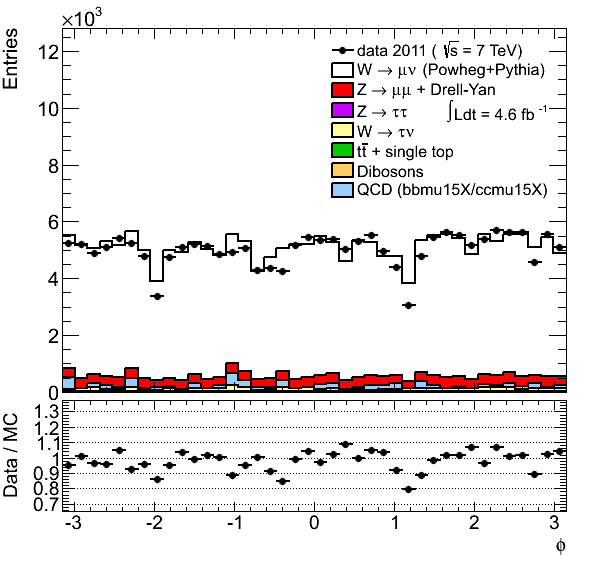 ×10³
Entries
12
10
8
6
4
2
0
data 2011 ( √s = 7 TeV)
W → μν (Powheg+Pythia)
Z → μμ + Drell-Yan
Z → ττ
∫Ldt = 4.6 fb⁻¹
W → τν
tt̅ + single top
Dibosons
QCD (bbmu15X/ccmu15X)
Data / MC
1.3
1.2
1.1
1
0.9
0.8
0.7
-3 -2 -1 0 1 2 3
ϕ